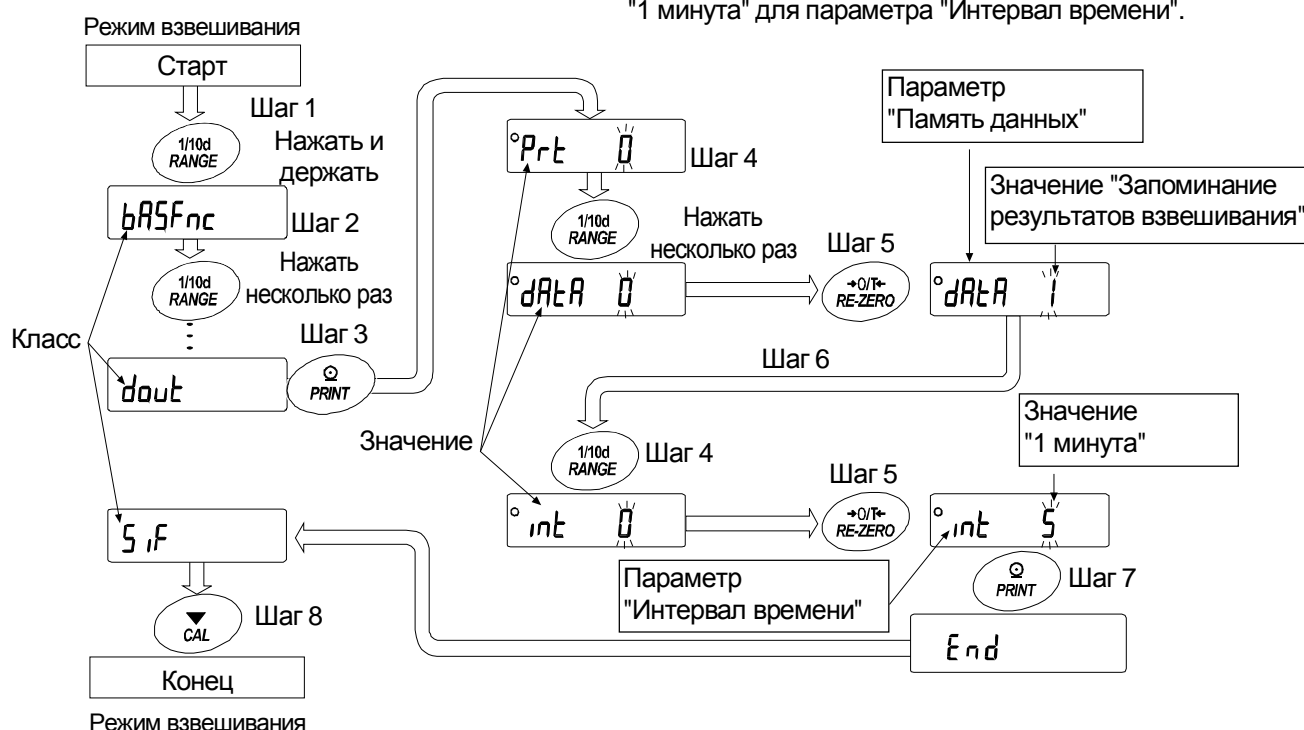 "1 минута" для параметра "Интервал времени".
Режим взвешивания
Старт
Шаг 1
1/10d
RANGE
Нажать и
держать
bASFnc
Шаг 2
1/10d
RANGE
Нажать
несколько раз
Класс
dout
Шаг 3
PRINT
Prt 0
Шаг 4
1/10d
RANGE
Нажать
несколько раз
dAtA 0
Шаг 5
→0/T←
RE-ZERO
Параметр
"Память данных"
Значение "Запоминание
результатов взвешивания"
dAtA 1
Шаг 6
Значение
1/10d
RANGE
Шаг 4
int 0
Шаг 5
→0/T←
RE-ZERO
Значение
"1 минута"
int 5
Параметр
"Интервал времени"
PRINT
Шаг 7
End
SiF
CAL
Шаг 8
Конец
Режим взвешивания